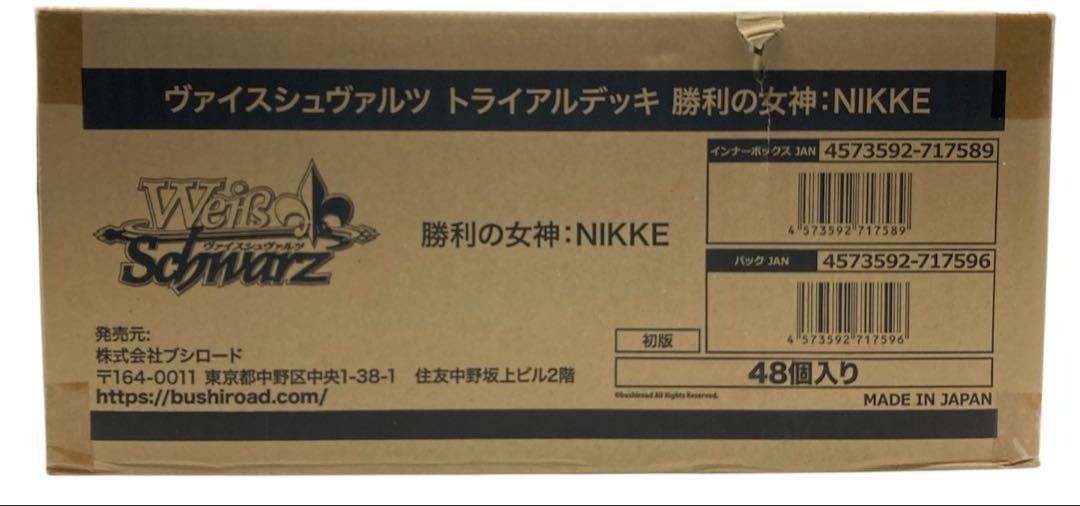 ヴァイスシュヴァルツ トライアルデッキ 勝利の女神：NIKKE
インナーボックス JAN 4573592-717589
4 573592 717589
Weiß
ヴァイスシュヴァルツ
Schwarz
勝利の女神：NIKKE
パック JAN 4573592-717596
4 573592 717596
発売元:
株式会社ブシロード
〒164-0011 東京都中野区中央1-38-1 住友中野坂上ビル2階
https://bushiroad.com/
初版
48個入り
©bushiroad All Rights Reserved.
MADE IN JAPAN